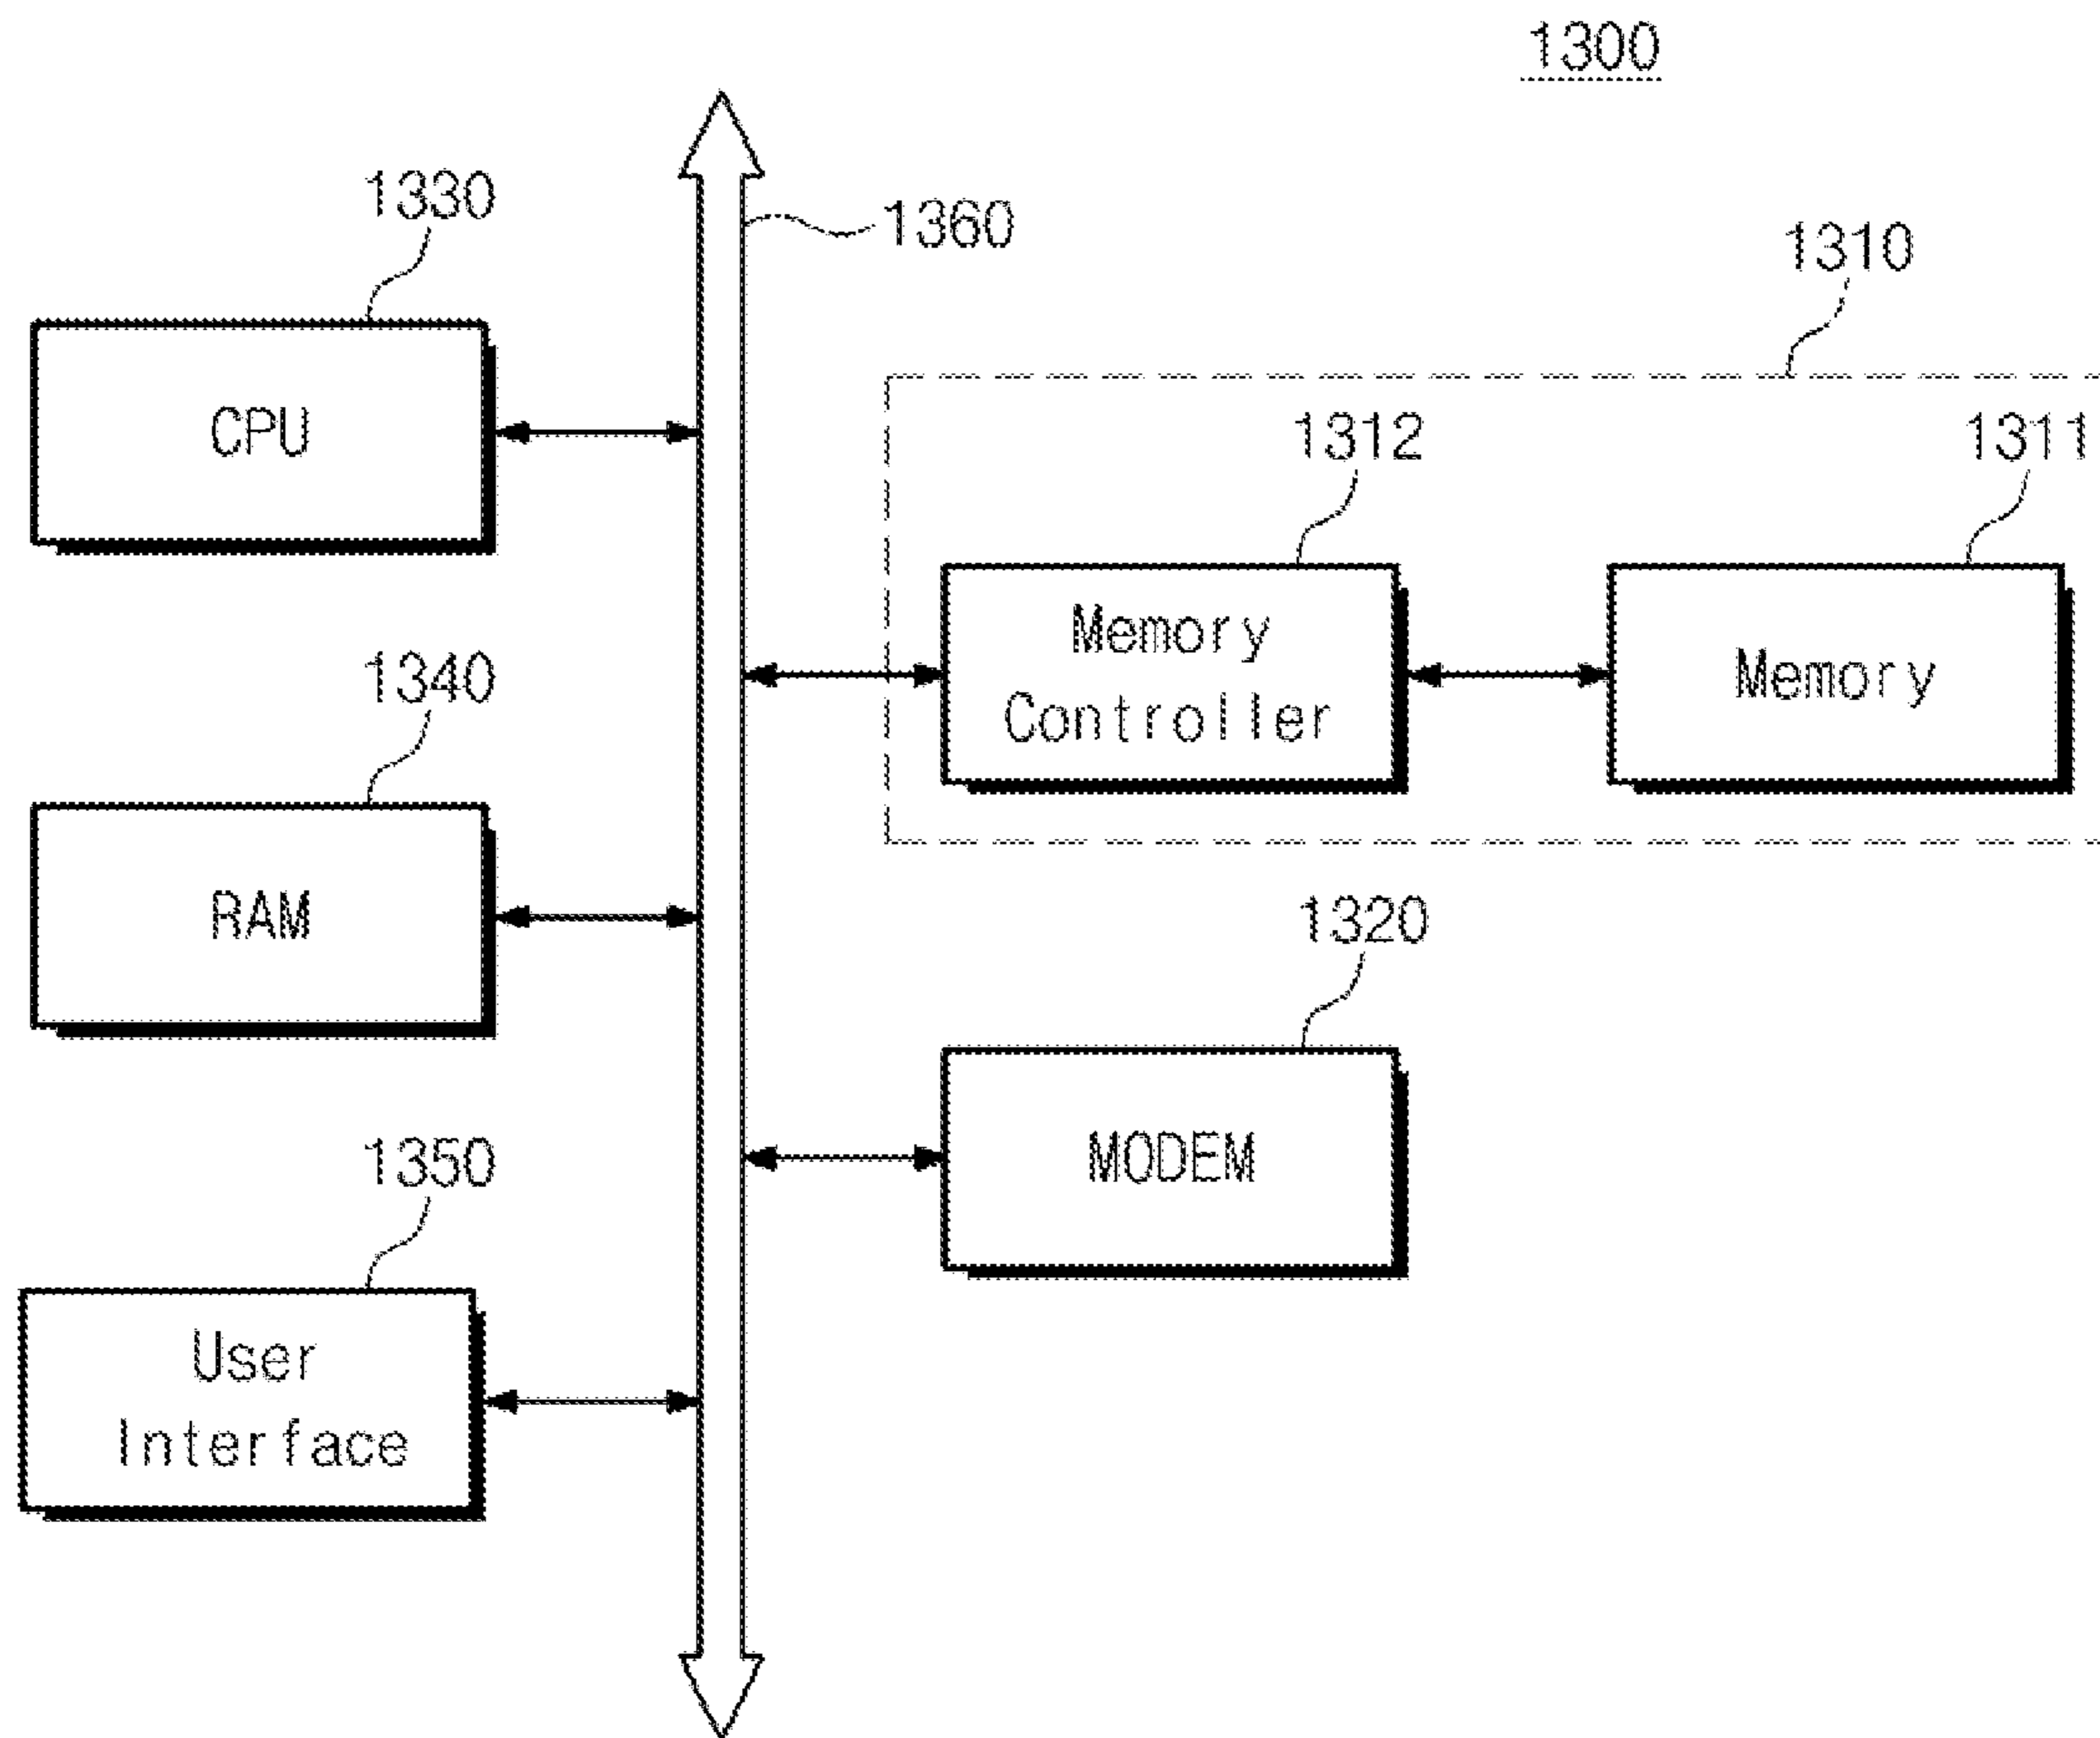 1300
1330
1360
1310
CPU
1312
1311
Memory
Controller
Memory
1340
RAM
1320
MODEM
1350
User
Interface